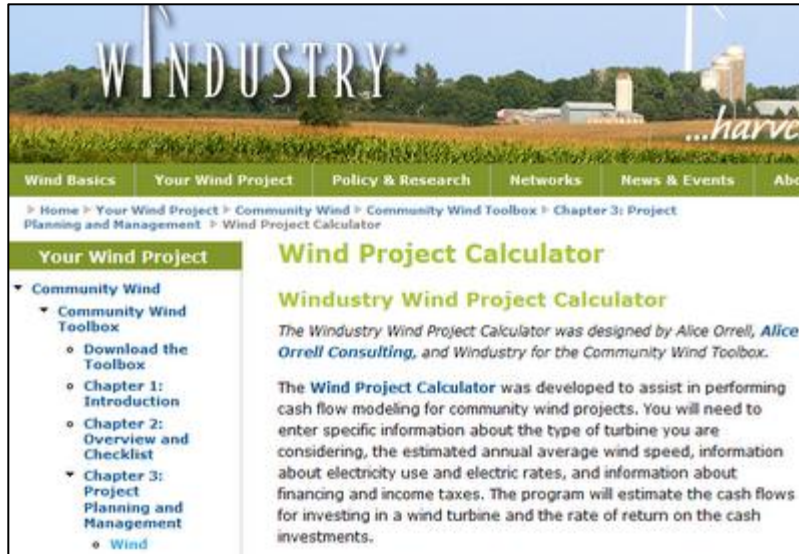 WINDUSTRY
...harve
Wind Basics Your Wind Project Policy & Research Networks News & Events Abo
Home Your Wind Project Community Wind Community Wind Toolbox Chapter 3: Project
Planning and Management Wind Project Calculator
Your Wind Project
Community Wind
Community Wind
Toolbox
Download the
Toolbox
Chapter 1:
Introduction
Chapter 2:
Overview and
Checklist
Chapter 3:
Project
Planning and
Management
Wind
Wind Project Calculator
Windustry Wind Project Calculator
The Windustry Wind Project Calculator was designed by Alice Orrell, Alice
Orrell Consulting, and Windustry for the Community Wind Toolbox.
The Wind Project Calculator was developed to assist in performing
cash flow modeling for community wind projects. You will need to
enter specific information about the type of turbine you are
considering, the estimated annual average wind speed, information
about electricity use and electric rates, and information about
financing and income taxes. The program will estimate the cash flows
for investing in a wind turbine and the rate of return on the cash
investments.